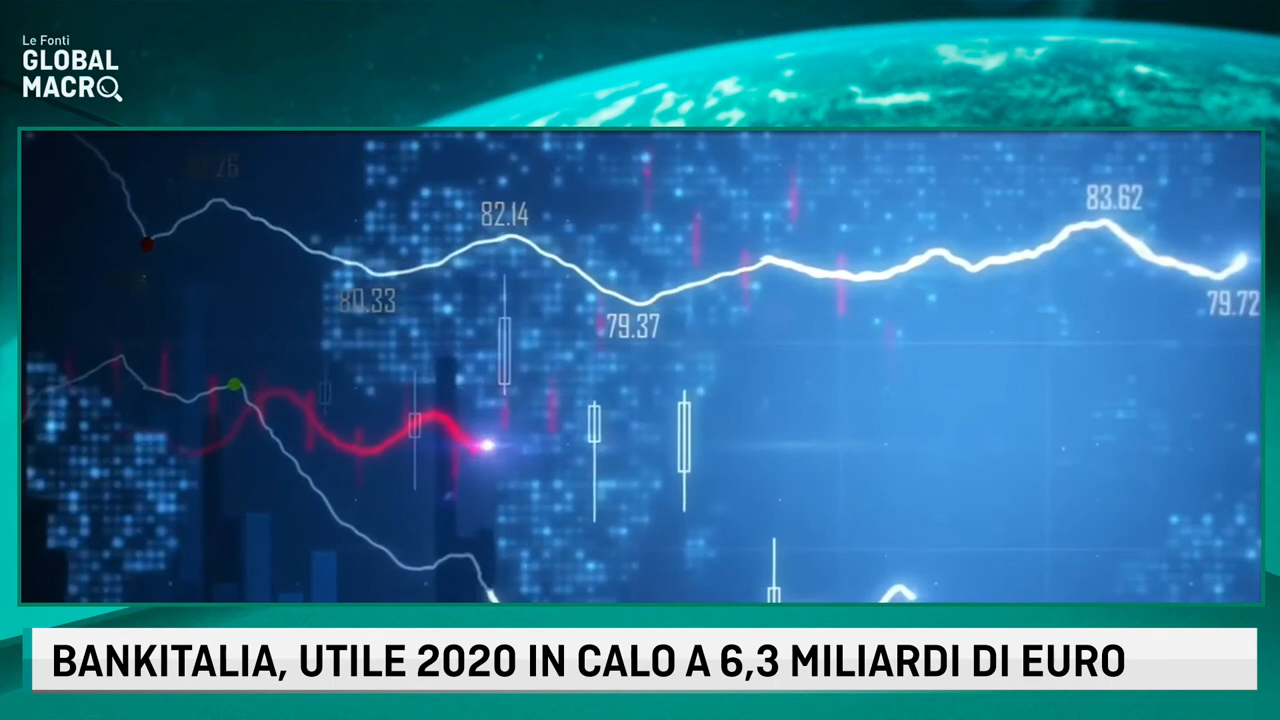 Le Fonti
GLOBAL
MACRO
82.14
83.62
80.33
79.37
79.72
BANKITALIA, UTILE 2020 IN CALO A 6,3 MILIARDI DI EURO